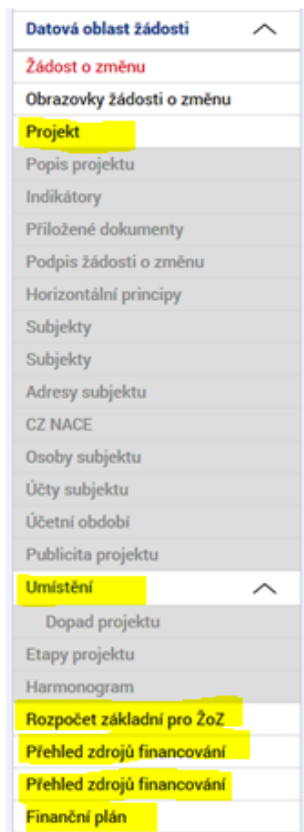 Datová oblast žádosti
Žádost o změnu
Obrazovky žádosti o změnu
Projekt
Popis projektu
Indikátory
Přiložené dokumenty
Podpis žádosti o změnu
Horizontální principy
Subjekty
Subjekty
Adresy subjektu
CZ NACE
Osoby subjektu
Účty subjektu
Účetní období
Publicita projektu
Umístění
Dopad projektu
Etapy projektu
Harmonogram
Rozpočet základní pro ŽoZ
Přehled zdrojů financování
Přehled zdrojů financování
Finanční plán